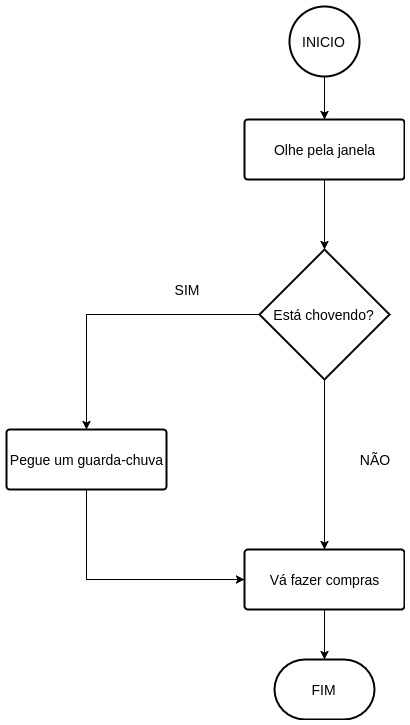 INICIO
Olhe pela janela
SIM
Está chovendo?
Pegue um guarda-chuva
NÃO
Vá fazer compras
FIM